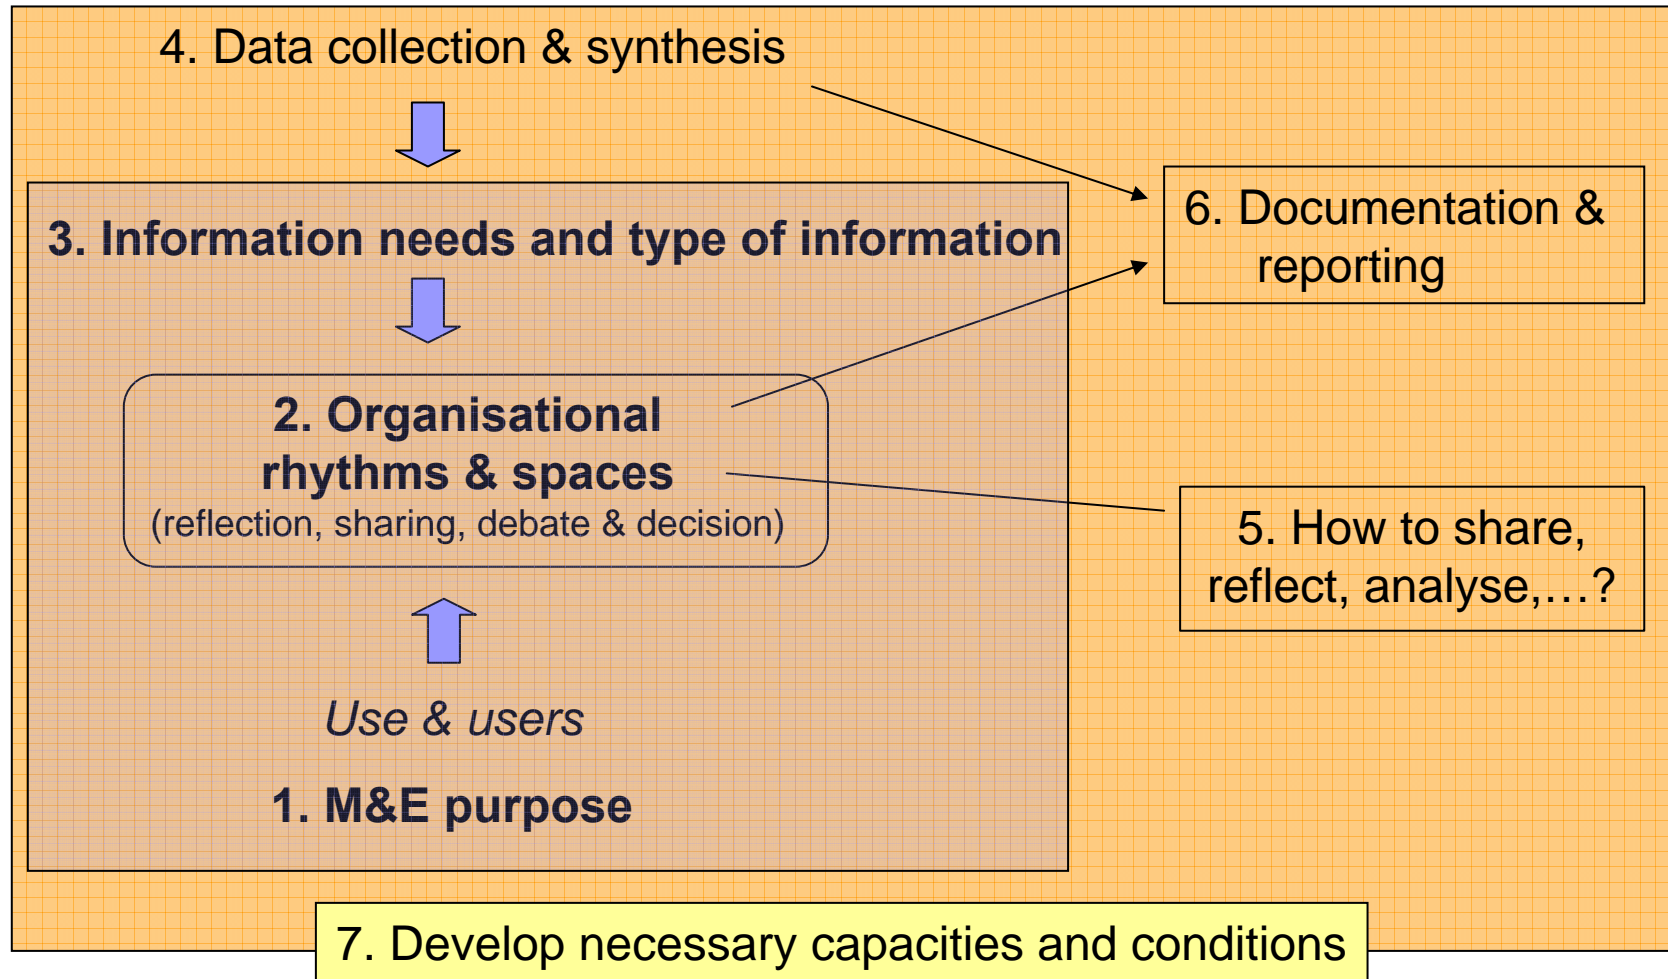 4. Data collection & synthesis
3. Information needs and type of information
2. Organisational
rhythms & spaces
(reflection, sharing, debate & decision)
Use & users
1. M&E purpose
6. Documentation &
reporting
5. How to share,
reflect, analyse,…?
7. Develop necessary capacities and conditions